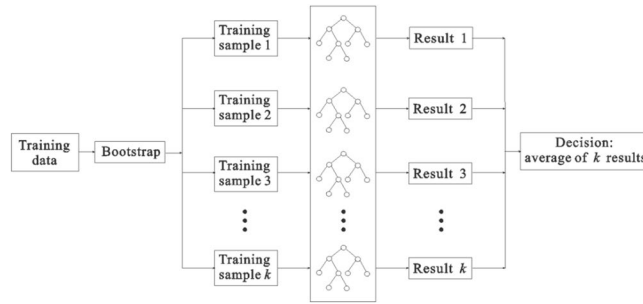 Training
data
Bootstrap
Training
sample 1
Training
sample 2
Training
sample 3
Training
sample k
Result 1
Result 2
Result 3
Result k
Decision:
average of k results